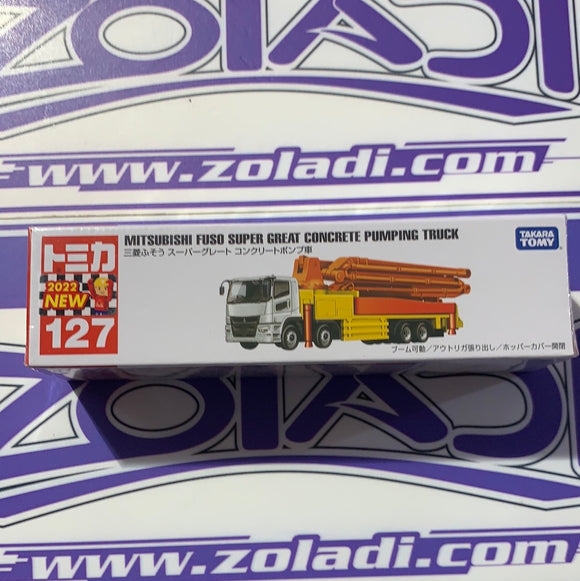 ZOLADI
www.zoladi.com
トミカ
2022
NEW
127
MITSUBISHI FUSO SUPER GREAT CONCRETE PUMPING TRUCK
三菱ふそう スーパーグレート コンクリートポンプ車
TAKARA
TOMY
ブーム可動/アウトリガ張り出し/ホッパーカバー開閉
ZOLADI
www.zoladi.com